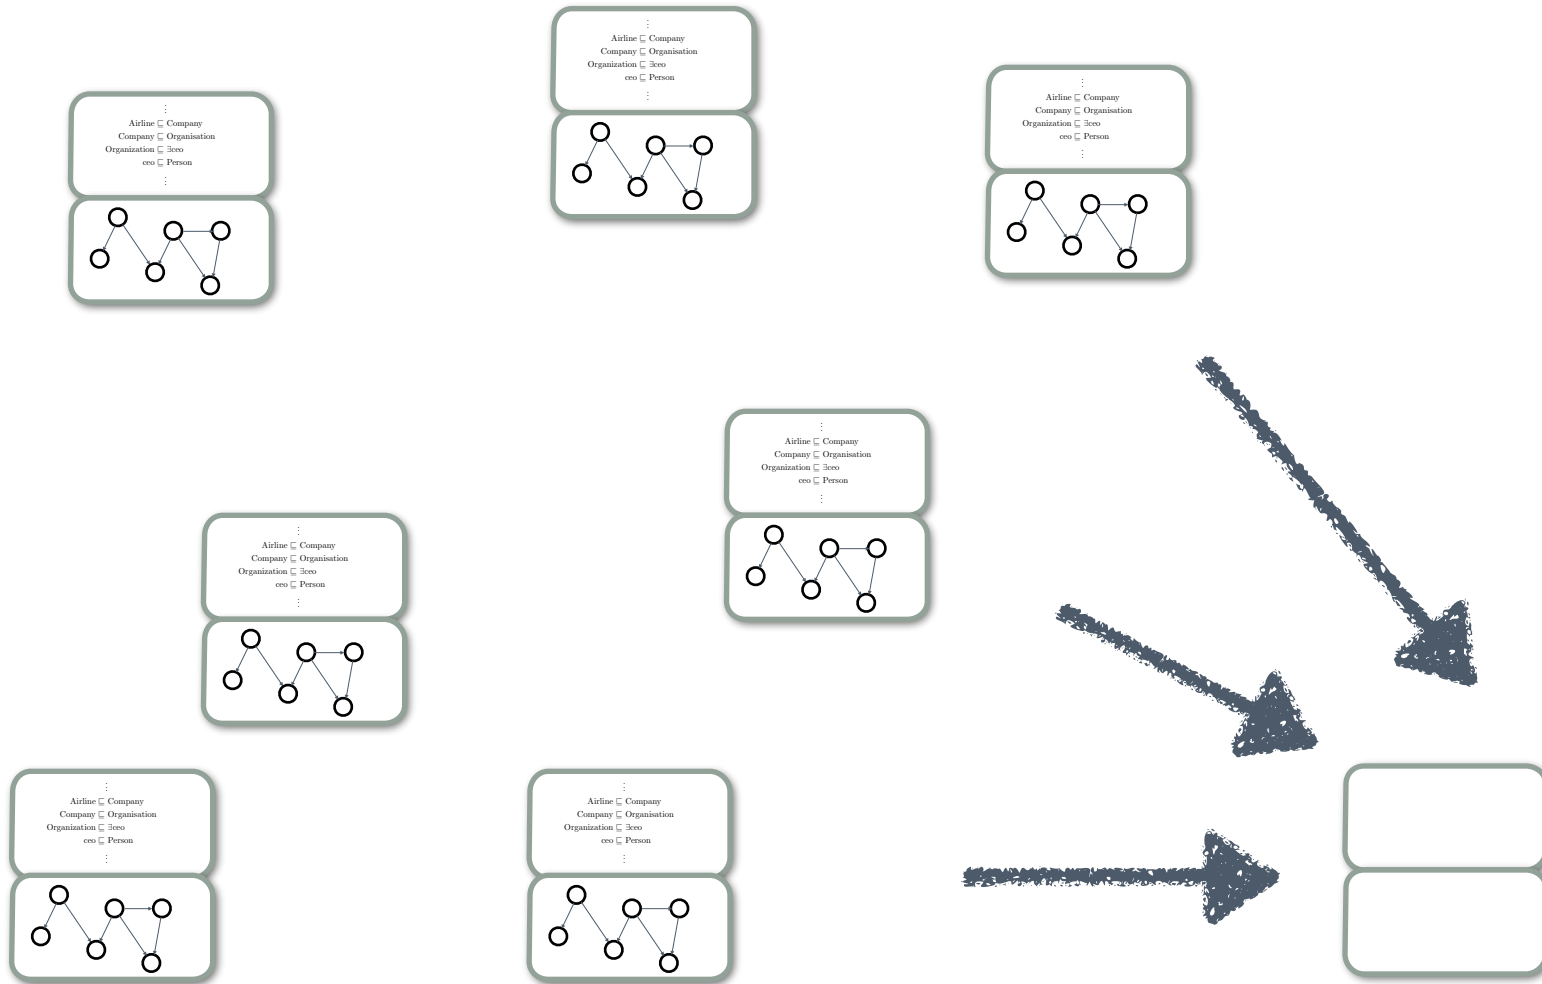 ⋮
Airline ⊑ Company
Company ⊑ Organisation
Organization ⊑ ∃ceo
ceo ⊑ Person
⋮
⋮
Airline ⊑ Company
Company ⊑ Organisation
Organization ⊑ ∃ceo
ceo ⊑ Person
⋮
⋮
Airline ⊑ Company
Company ⊑ Organisation
Organization ⊑ ∃ceo
ceo ⊑ Person
⋮
⋮
Airline ⊑ Company
Company ⊑ Organisation
Organization ⊑ ∃ceo
ceo ⊑ Person
⋮
⋮
Airline ⊑ Company
Company ⊑ Organisation
Organization ⊑ ∃ceo
ceo ⊑ Person
⋮
⋮
Airline ⊑ Company
Company ⊑ Organisation
Organization ⊑ ∃ceo
ceo ⊑ Person
⋮
⋮
Airline ⊑ Company
Company ⊑ Organisation
Organization ⊑ ∃ceo
ceo ⊑ Person
⋮